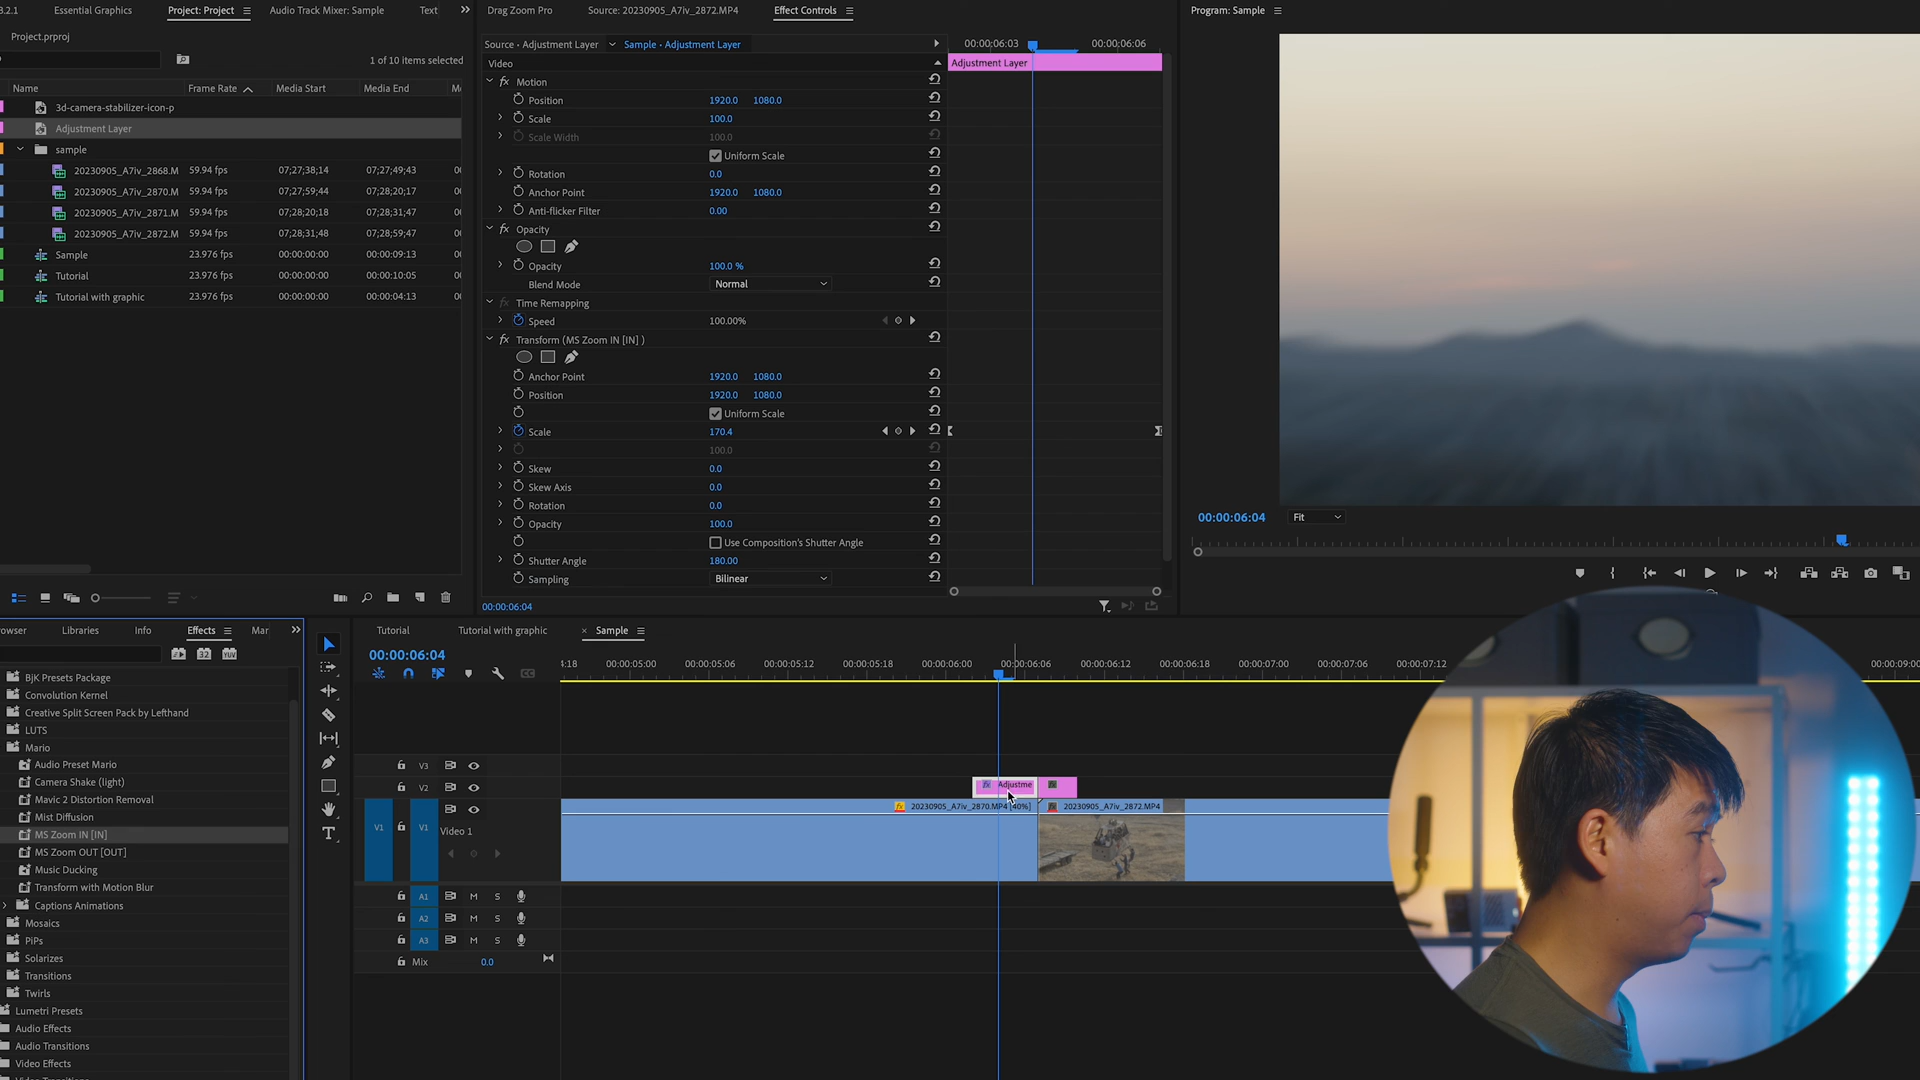 3.2.1 Essential Graphics Project: Project Audio Track Mixer: Sample Text
Project.prproj
1 of 10 items selected
Name Frame Rate Media Start Media End
3d-camera-stabilizer-icon-p
Adjustment Layer
sample
20230905_A7iv_2868.M 59.94 fps 07;27;38;14 07;27;49;43
20230905_A7iv_2870.M 59.94 fps 07;27;59;44 07;28;20;17
20230905_A7iv_2871.M 59.94 fps 07;28;20;18 07;28;31;47
20230905_A7iv_2872.M 59.94 fps 07;28;31;48 07;28;59;47
Sample 23.976 fps 00:00:00:00 00:00:09:13
Tutorial 23.976 fps 00:00:00:00 00:00:10:05
Tutorial with graphic 23.976 fps 00:00:00:00 00:00:04:13
Drag Zoom Pro Source: 20230905_A7iv_2872.MP4 Effect Controls
Source · Adjustment Layer Sample · Adjustment Layer 00:00:06:03 00:00:06:06
Video Adjustment Layer
fx Motion
Position 1920.0 1080.0
Scale 100.0
Scale Width 100.0
Uniform Scale
Rotation 0.0
Anchor Point 1920.0 1080.0
Anti-flicker Filter 0.00
fx Opacity
Opacity 100.0 %
Blend Mode Normal
fx Time Remapping
Speed 100.00%
fx Transform (MS Zoom IN [IN] )
Anchor Point 1920.0 1080.0
Position 1920.0 1080.0
Uniform Scale
Scale 170.4
100.0
Skew 0.0
Skew Axis 0.0
Rotation 0.0
Opacity 100.0
Use Composition's Shutter Angle
Shutter Angle 180.00
Sampling Bilinear
00:00:06:04
Program: Sample
00:00:06:04 Fit
owser Libraries Info Effects Mar
32 YUV
BjK Presets Package
Convolution Kernel
Creative Split Screen Pack by Lefthand
LUTS
Mario
Audio Preset Mario
Camera Shake (light)
Mavic 2 Distortion Removal
Mist Diffusion
MS Zoom IN [IN]
MS Zoom OUT [OUT]
Music Ducking
Transform with Motion Blur
Captions Animations
Mosaics
PiPs
Solarizes
Transitions
Twirls
Lumetri Presets
Audio Effects
Audio Transitions
Video Effects
Tutorial Tutorial with graphic Sample
00:00:06:04
4:18 00:00:05:00 00:00:05:06 00:00:05:12 00:00:05:18 00:00:06:00 00:00:06:06 00:00:06:12 00:00:06:18 00:00:07:00 00:00:07:06 00:00:07:12 00:00:09:0
V3
V2 fx Adjustme fx
V1 V1 Video 1 fx 20230905_A7iv_2870.MP4 [40%] fx 20230905_A7iv_2872.MP4
A1 M S
A2 M S
A3 M S
Mix 0.0